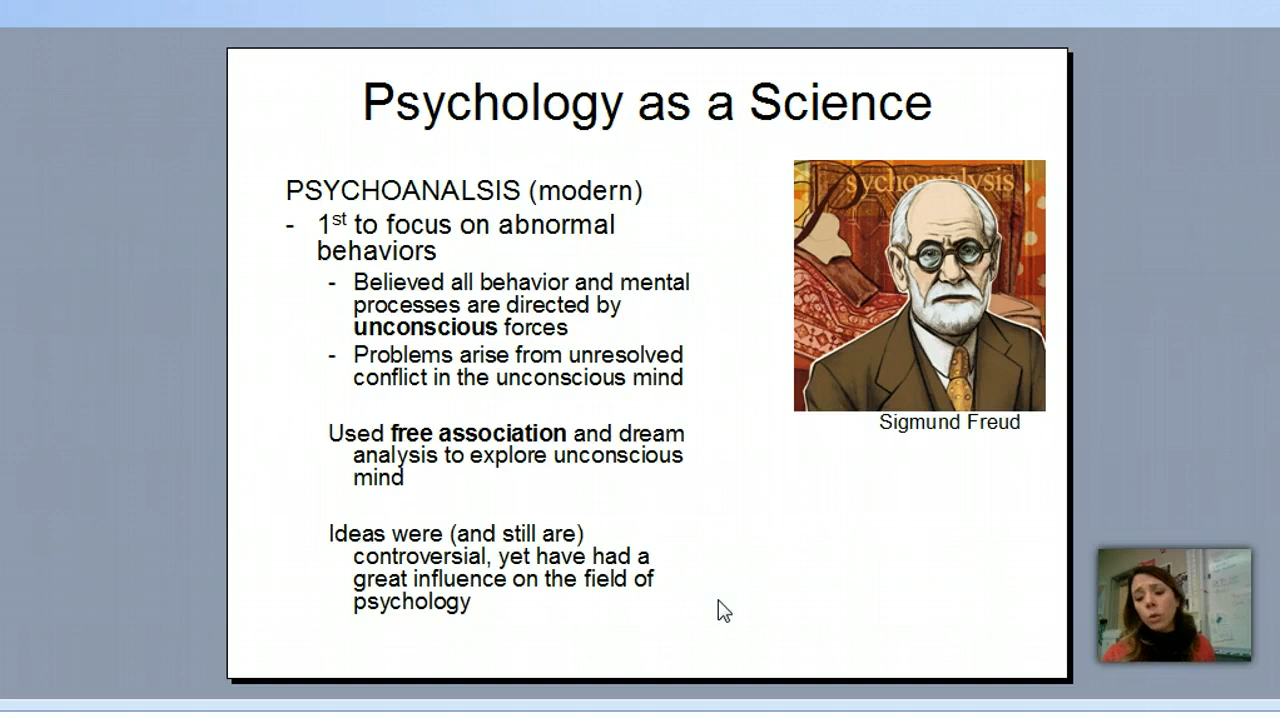 Psychology as a Science
PSYCHOANALSIS (modern)
- 1st to focus on abnormal
behaviors
- Believed all behavior and mental
processes are directed by
unconscious forces
- Problems arise from unresolved
conflict in the unconscious mind
Used free association and dream
analysis to explore unconscious
mind
Ideas were (and still are)
controversial, yet have had a
great influence on the field of
psychology
sychoanalysis
Sigmund Freud